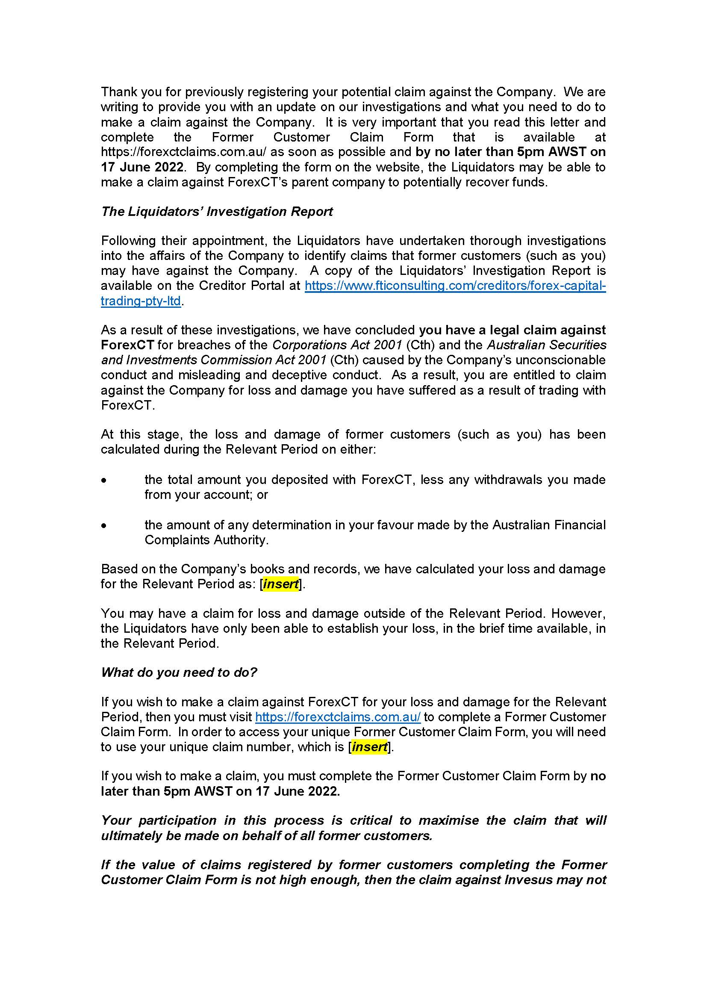 Thank you for previously registering your potential claim against the Company.  We are
writing to provide you with an update on our investigations and what you need to do to
make a claim against the Company.  It is very important that you read this letter and
complete the Former Customer Claim Form that is available at
https://forexctclaims.com.au/ as soon as possible and by no later than 5pm AWST on
17 June 2022.  By completing the form on the website, the Liquidators may be able to
make a claim against ForexCT’s parent company to potentially recover funds.
The Liquidators’ Investigation Report
Following their appointment, the Liquidators have undertaken thorough investigations
into the affairs of the Company to identify claims that former customers (such as you)
may have against the Company.  A copy of the Liquidators’ Investigation Report is
available on the Creditor Portal at https://www.fticonsulting.com/creditors/forex-capital-
trading-pty-ltd.
As a result of these investigations, we have concluded you have a legal claim against
ForexCT for breaches of the Corporations Act 2001 (Cth) and the Australian Securities
and Investments Commission Act 2001 (Cth) caused by the Company’s unconscionable
conduct and misleading and deceptive conduct.  As a result, you are entitled to claim
against the Company for loss and damage you have suffered as a result of trading with
ForexCT.
At this stage, the loss and damage of former customers (such as you) has been
calculated during the Relevant Period on either:
• the total amount you deposited with ForexCT, less any withdrawals you made
from your account; or
• the amount of any determination in your favour made by the Australian Financial
Complaints Authority.
Based on the Company’s books and records, we have calculated your loss and damage
for the Relevant Period as: [insert].
You may have a claim for loss and damage outside of the Relevant Period. However,
the Liquidators have only been able to establish your loss, in the brief time available, in
the Relevant Period.
What do you need to do?
If you wish to make a claim against ForexCT for your loss and damage for the Relevant
Period, then you must visit https://forexctclaims.com.au/ to complete a Former Customer
Claim Form.  In order to access your unique Former Customer Claim Form, you will need
to use your unique claim number, which is [insert].
If you wish to make a claim, you must complete the Former Customer Claim Form by no
later than 5pm AWST on 17 June 2022.
Your participation in this process is critical to maximise the claim that will
ultimately be made on behalf of all former customers.
If the value of claims registered by former customers completing the Former
Customer Claim Form is not high enough, then the claim against Invesus may not